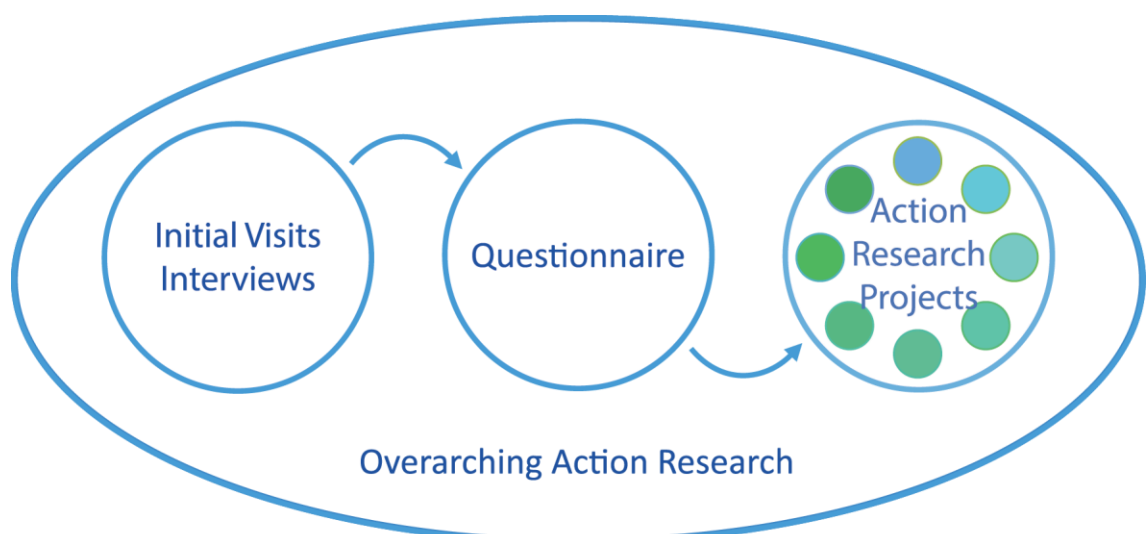 Initial Visits
Interviews
Questionnaire
Action
Research
Projects
Overarching Action Research